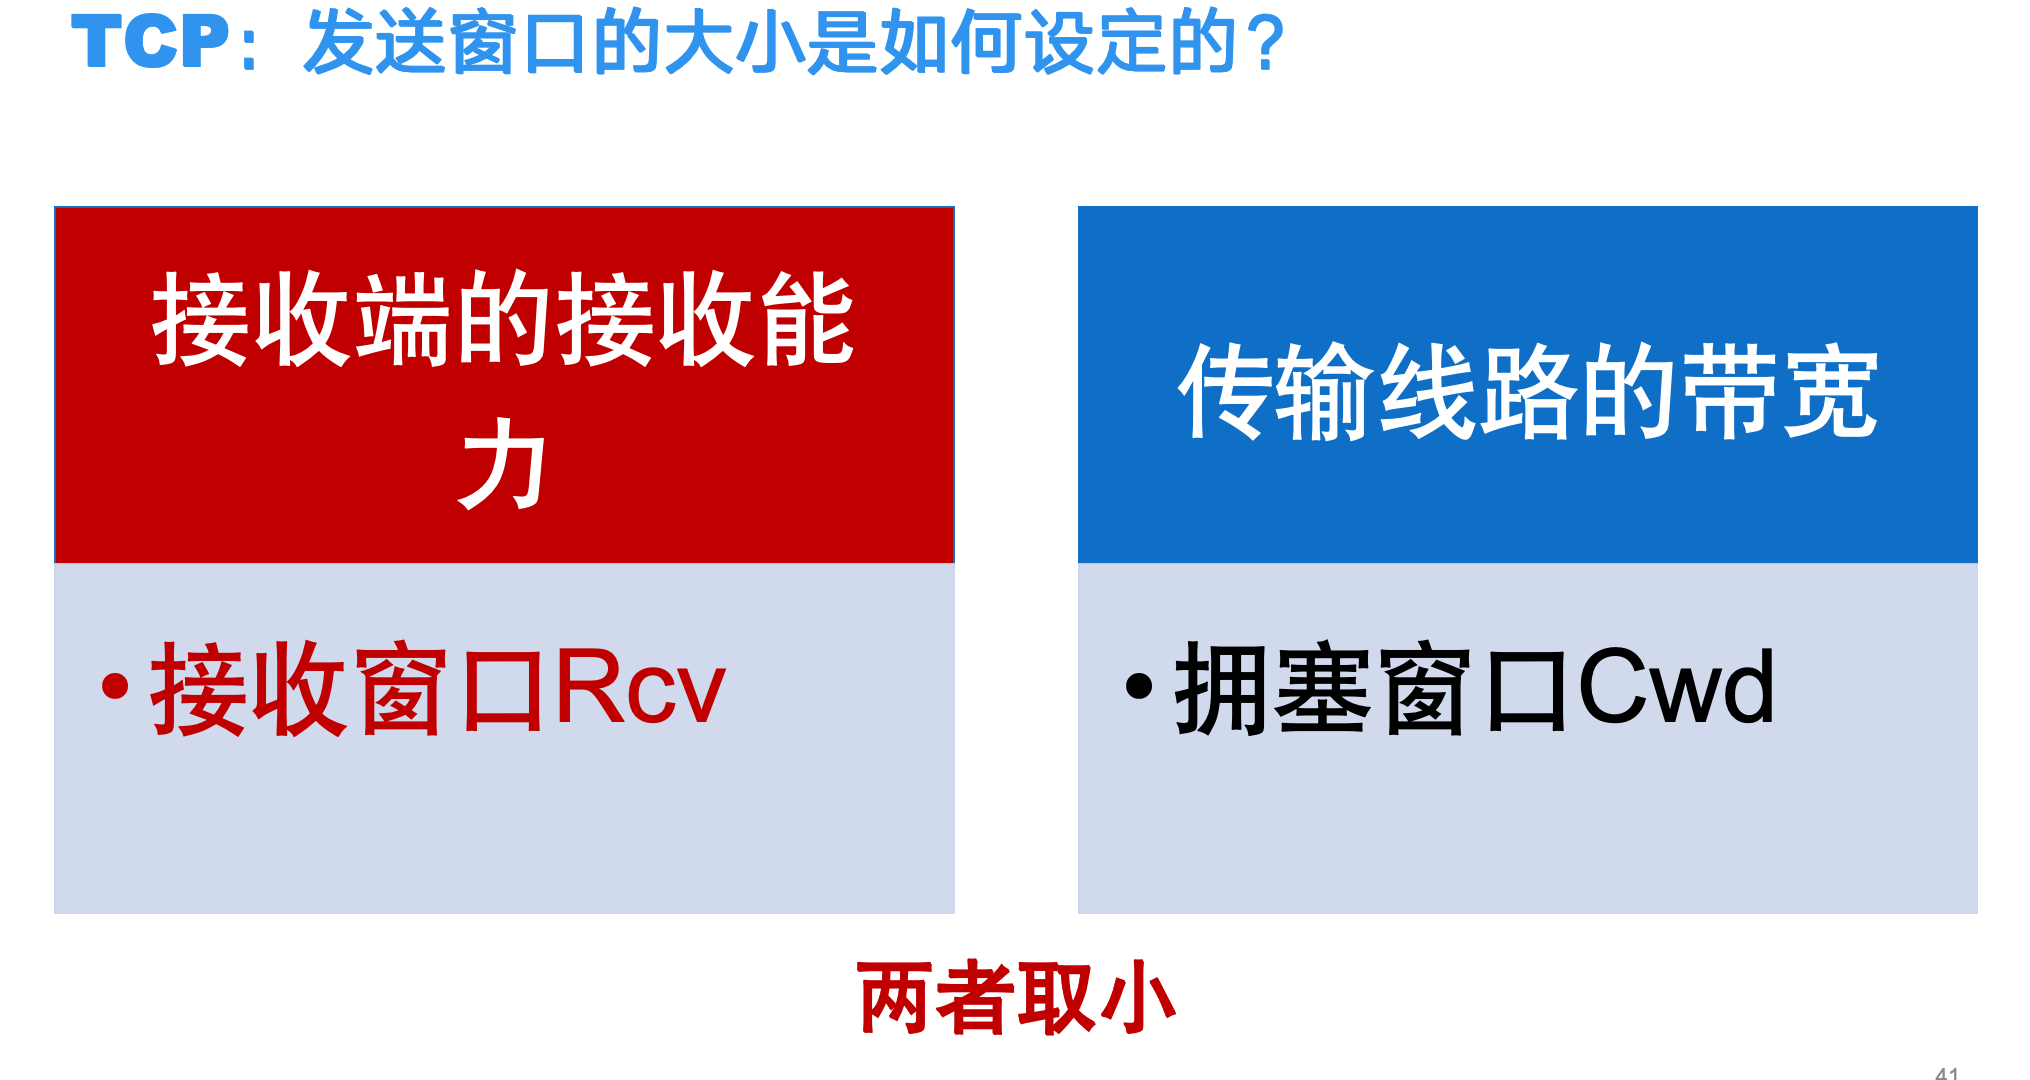 TCP：发送窗口的大小是如何设定的？
接收端的接收能
力
传输线路的带宽
•接收窗口Rcv
•拥塞窗口Cwd
两者取小
41